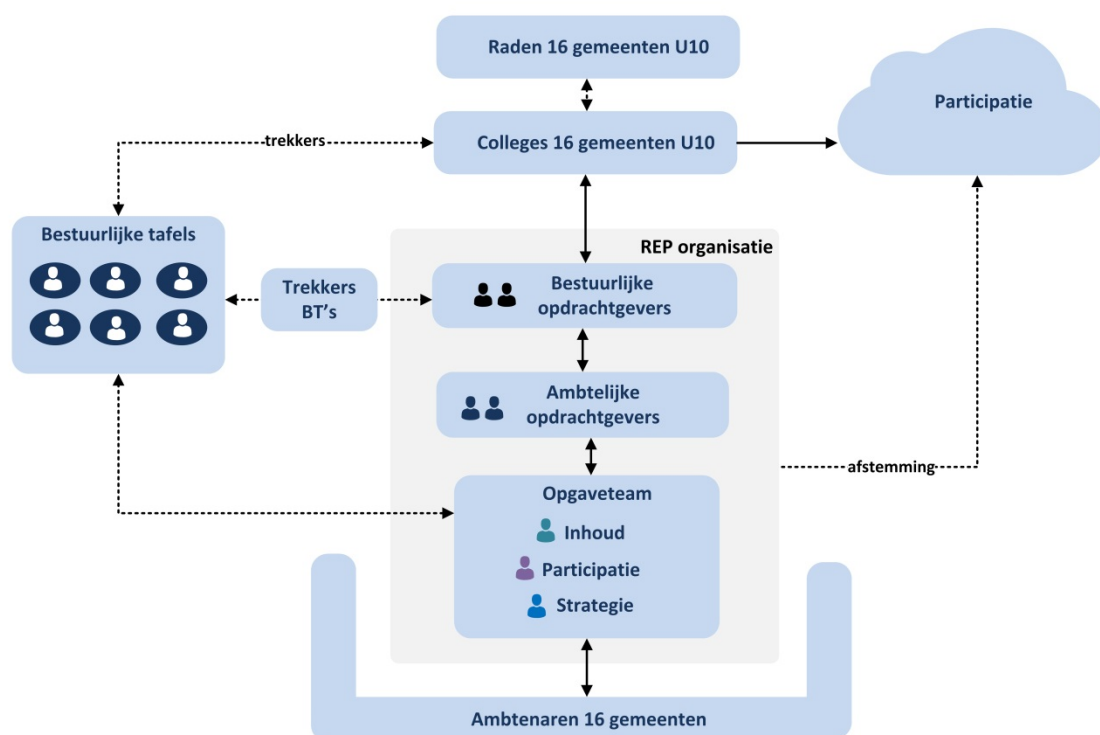 Raden 16 gemeenten U10
Participatie
trekkers
Colleges 16 gemeenten U10
Bestuurlijke tafels
REP organisatie
Trekkers
BT's
Bestuurlijke
opdrachtgevers
Ambtelijke
opdrachtgevers
afstemming
Opgaveteam
Inhoud
Participatie
Strategie
Ambtenaren 16 gemeenten